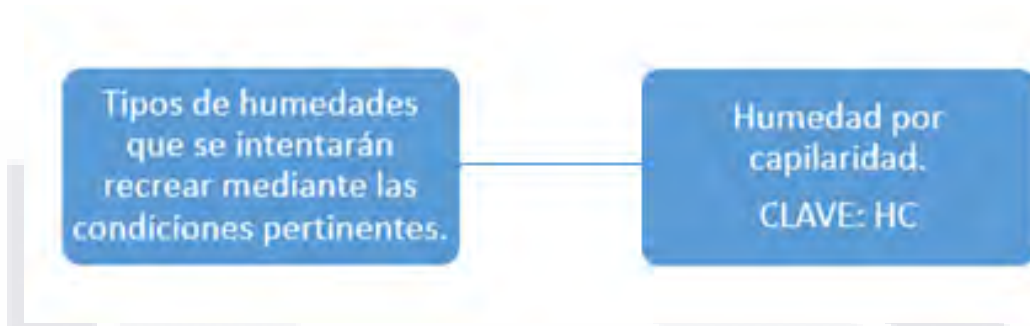 Tipos de humedades
que se intentarán
recrear mediante las
condiciones pertinentes.
Humedad por
capilaridad.
CLAVE: HC